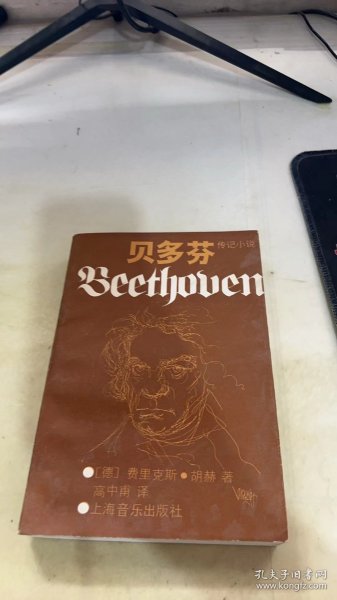 贝多芬 传记小说
Beethoven
[德] 费里克斯·胡赫 著
高中甫 译
上海音乐出版社
孔夫子旧书网
www.kongfz.com